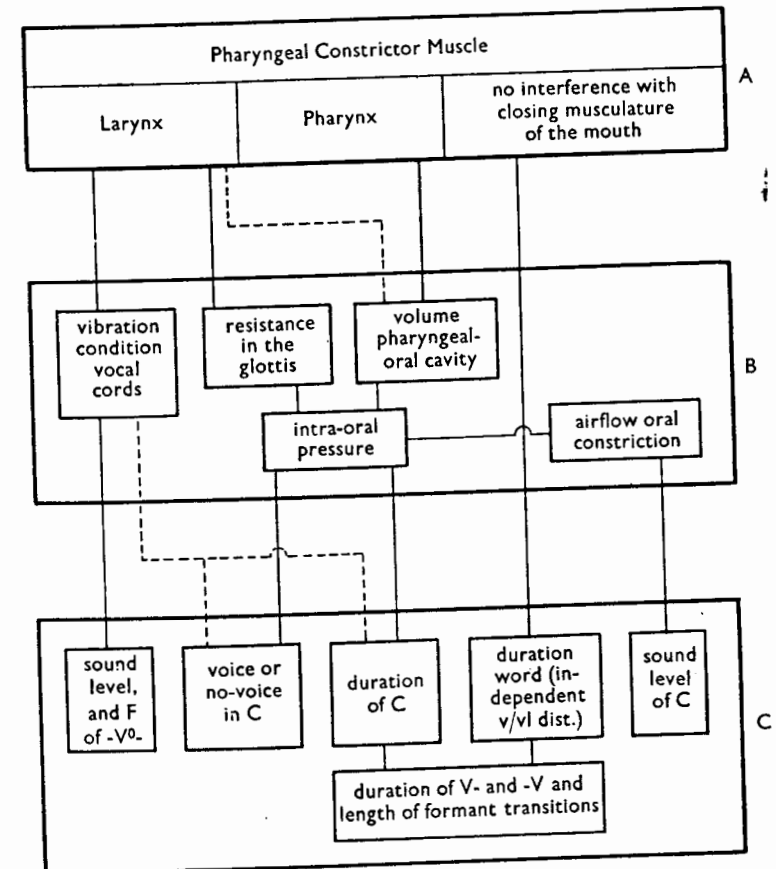 Pharyngeal Constrictor Muscle
A
Larynx
Pharynx
no interference with
closing musculature
of the mouth
vibration
condition
vocal
cords
resistance
in the
glottis
volume
pharyngeal-
oral cavity
B
intra-oral
pressure
airflow oral
constriction
sound
level,
and F
of -V⁰-
voice or
no-voice
in C
duration
of C
duration
word (in-
dependent
v/vl dist.)
sound
level
of C
C
duration of V- and -V and
length of formant transitions